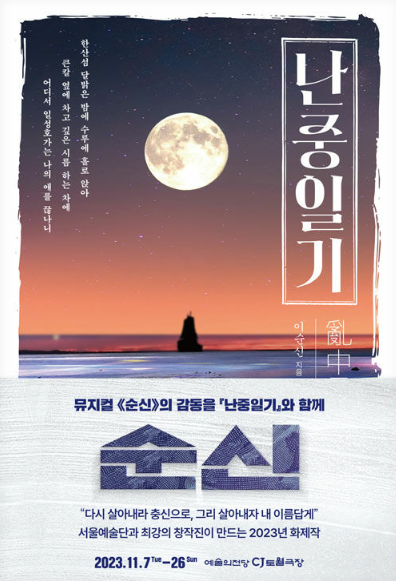 한산섬 달 밝은 밤에 수루에 홀로 앉아
큰칼 옆에 차고 깊은 시름 하는 차에
어디서 일성호가는 나의 애를 끊나니
난중일기
이순신 지음
亂中
뮤지컬 《순신》의 감동을 『난중일기』와 함께
순신
“다시 살아내라 충신으로, 그리 살아내자 내 이름답게”
서울예술단과 최강의 창작진이 만드는 2023년 화제작
2023.11.7 Tue – 26 Sun 예술의전당 CJ 토월극장